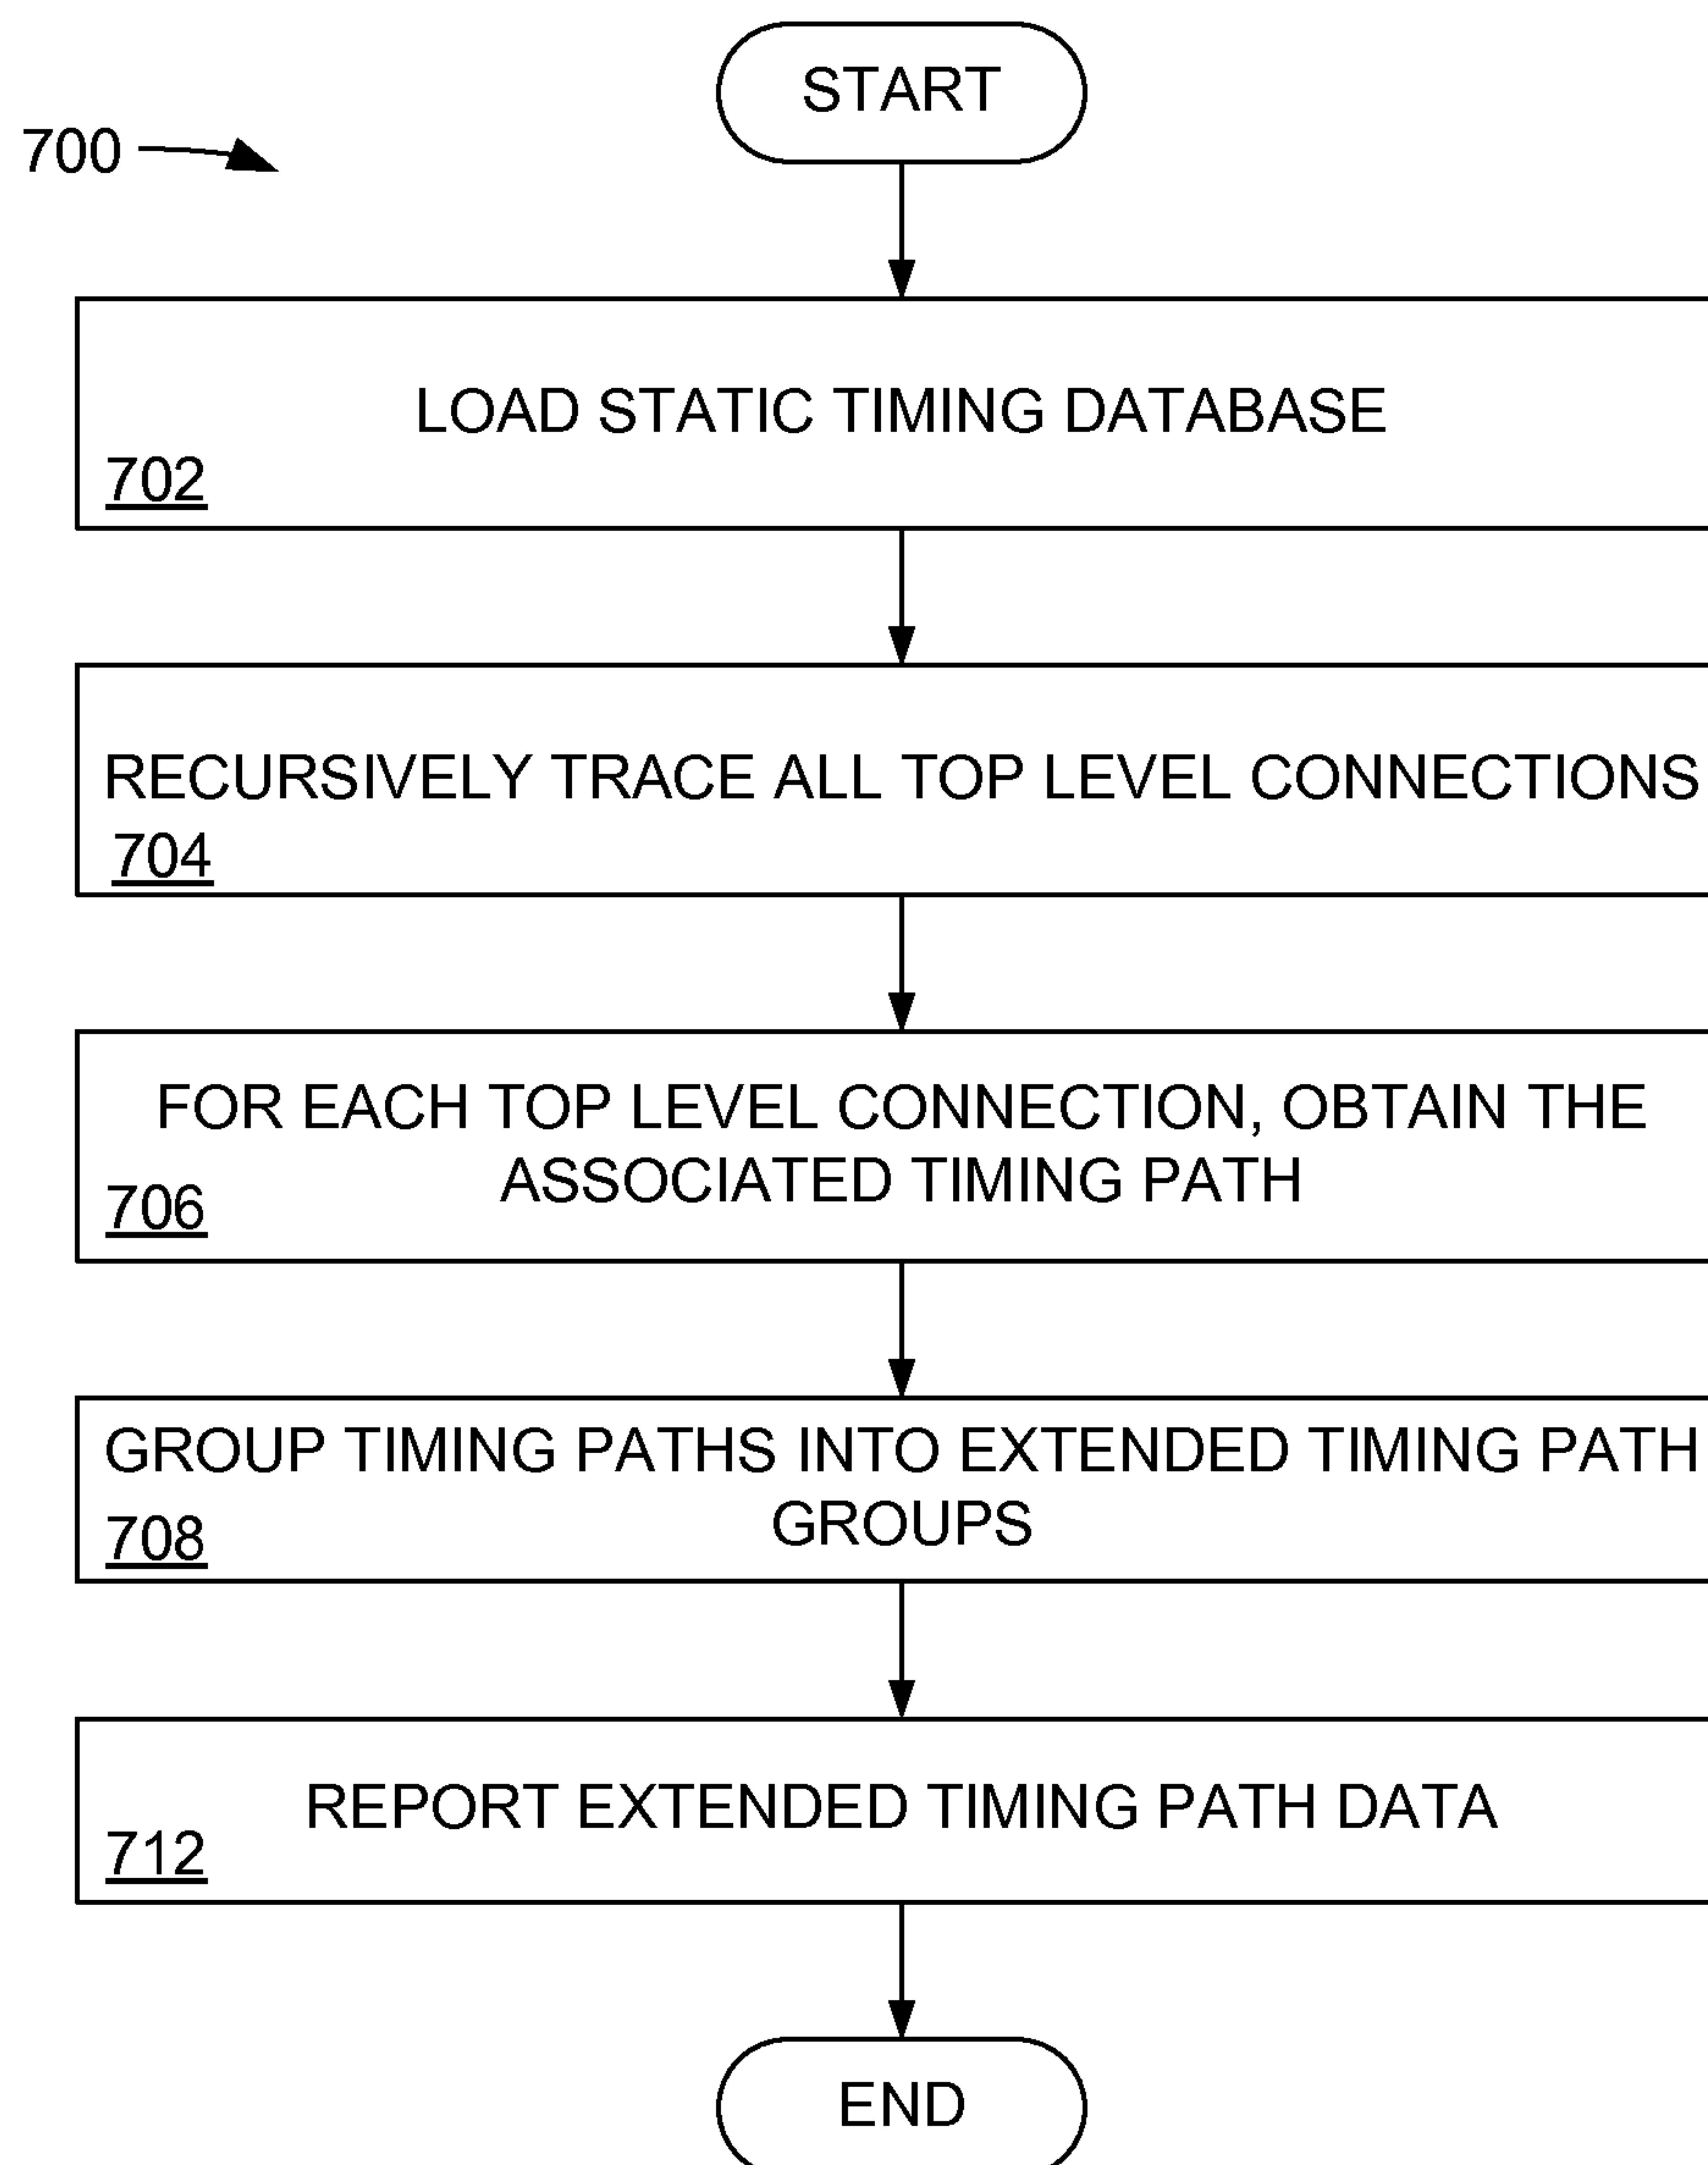 START
700
LOAD STATIC TIMING DATABASE
702
RECURSIVELY TRACE ALL TOP LEVEL CONNECTIONS
704
FOR EACH TOP LEVEL CONNECTION, OBTAIN THE
ASSOCIATED TIMING PATH
706
GROUP TIMING PATHS INTO EXTENDED TIMING PATH
GROUPS
708
REPORT EXTENDED TIMING PATH DATA
712
END